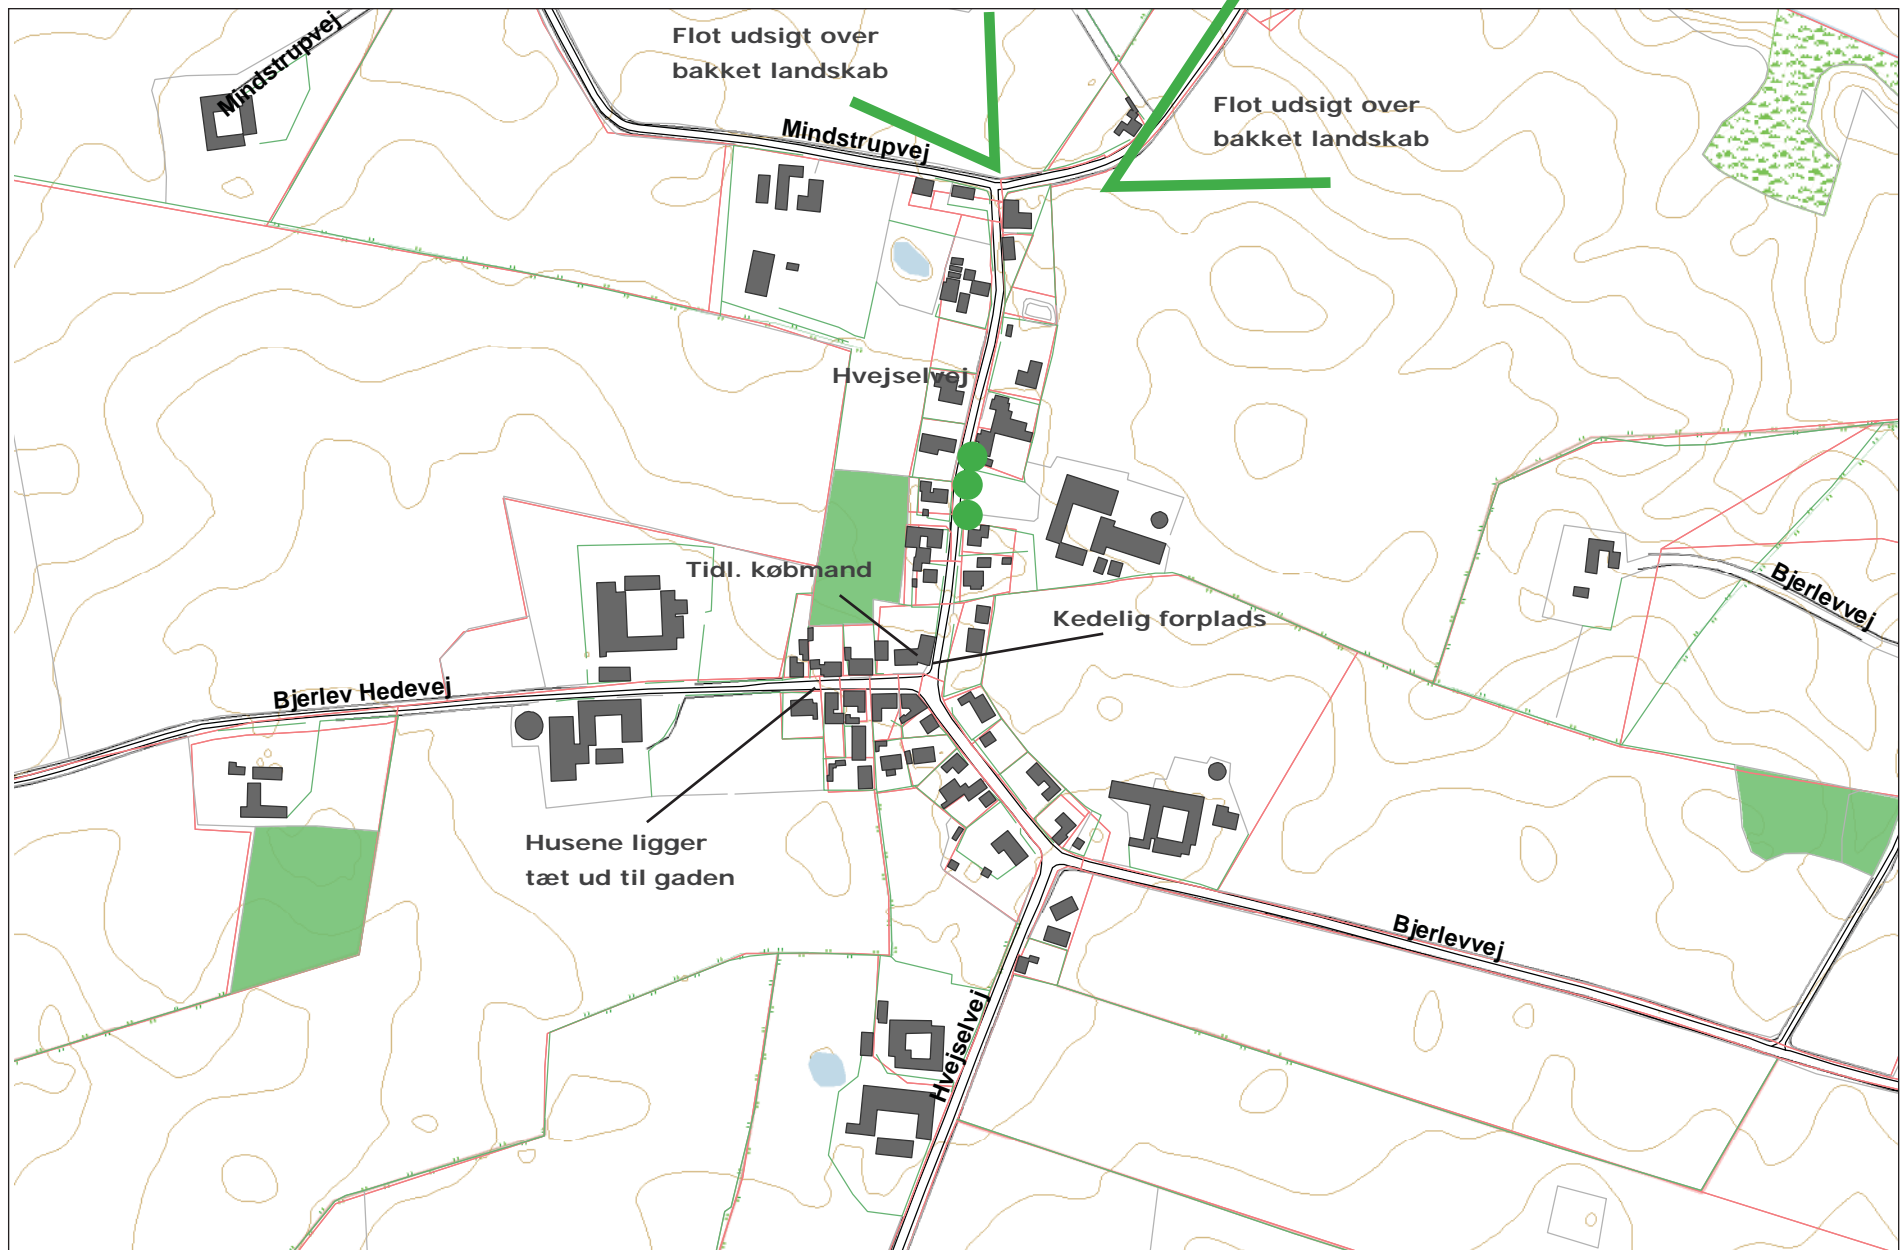 Mindstrupvej
Flot udsigt over
bakket landskab
Flot udsigt over
bakket landskab
Mindstrupvej
Hvejselvej
Tidl. købmand
Kedelig forplads
Bjerlevvej
Bjerlev Hedevej
Husene ligger
tæt ud til gaden
Bjerlevvej
Hvejselvej